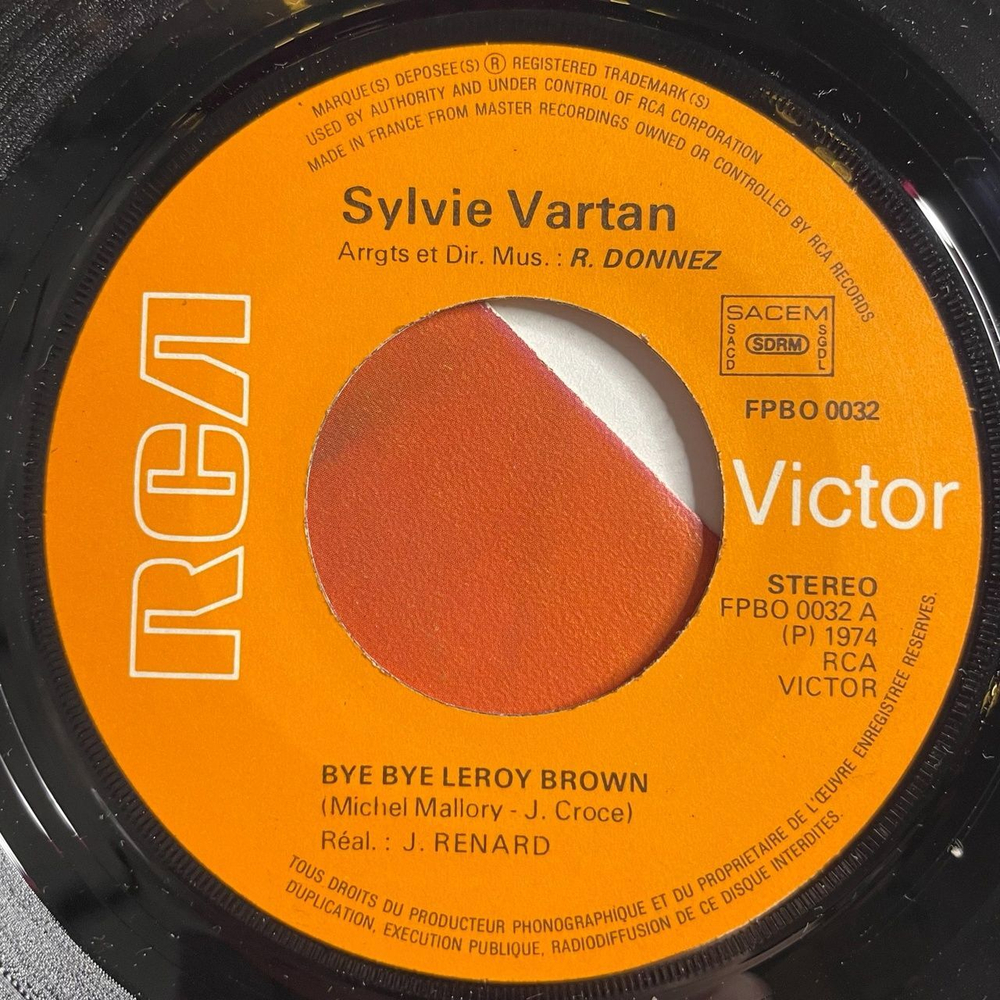 MARQUE(S) DEPOSEE(S) ® REGISTERED TRADEMARK(S)
USED BY AUTHORITY AND UNDER CONTROL OF RCA CORPORATION
MADE IN FRANCE FROM MASTER RECORDINGS OWNED OR CONTROLLED BY RCA RECORDS
Sylvie Vartan
Arrgts et Dir. Mus. : R. DONNEZ
SACEM
SACD
SDRM
SGDL
FPBO 0032
RCA
Victor
STEREO
FPBO 0032 A
(P) 1974
RCA
VICTOR
BYE BYE LEROY BROWN
(Michel Mallory - J. Croce)
Réal. : J. RENARD
TOUS DROITS DU PRODUCTEUR PHONOGRAPHIQUE ET DU PROPRIETAIRE DE L'ŒUVRE ENREGISTREE RESERVES.
DUPLICATION, EXECUTION PUBLIQUE, RADIODIFFUSION DE CE DISQUE INTERDITES.